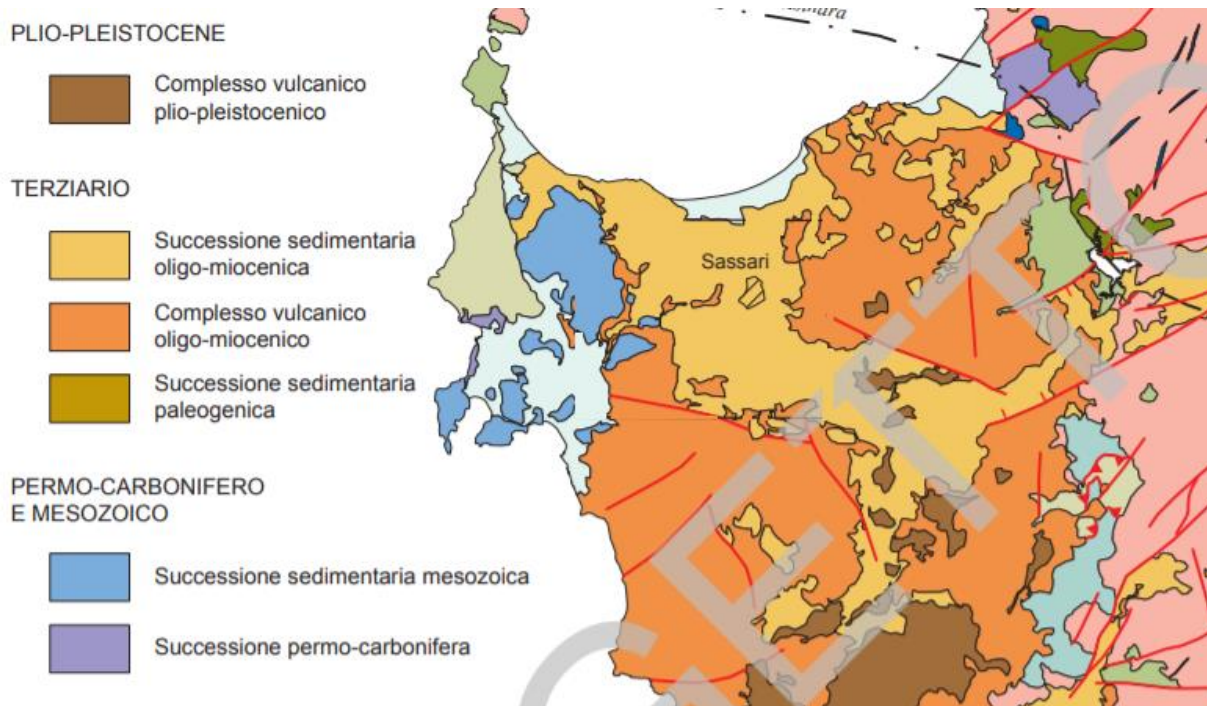 PLIO-PLEISTOCENE
Complesso vulcanico
plio-pleistocenico
TERZIARIO
Successione sedimentaria
oligo-miocenica
Complesso vulcanico
oligo-miocenico
Successione sedimentaria
paleogenica
PERMO-CARBONIFERO
E MESOZOICO
Successione sedimentaria mesozoica
Successione permo-carbonifera
Sassari